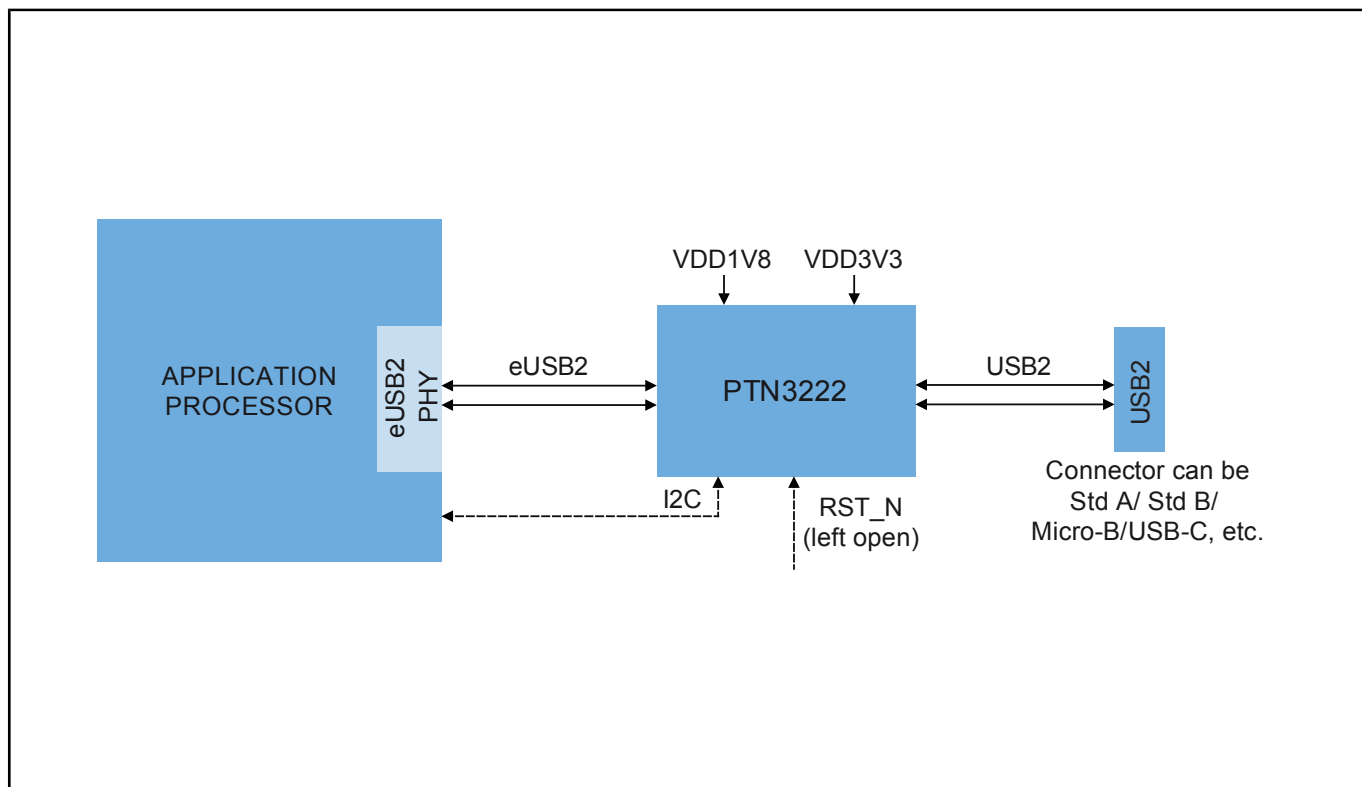 VDD1V8
VDD3V3
APPLICATION
PROCESSOR
eUSB2
PHY
eUSB2
PTN3222
USB2
USB2
I2C
RST_N
(left open)
Connector can be
Std A/ Std B/
Micro-B/USB-C, etc.